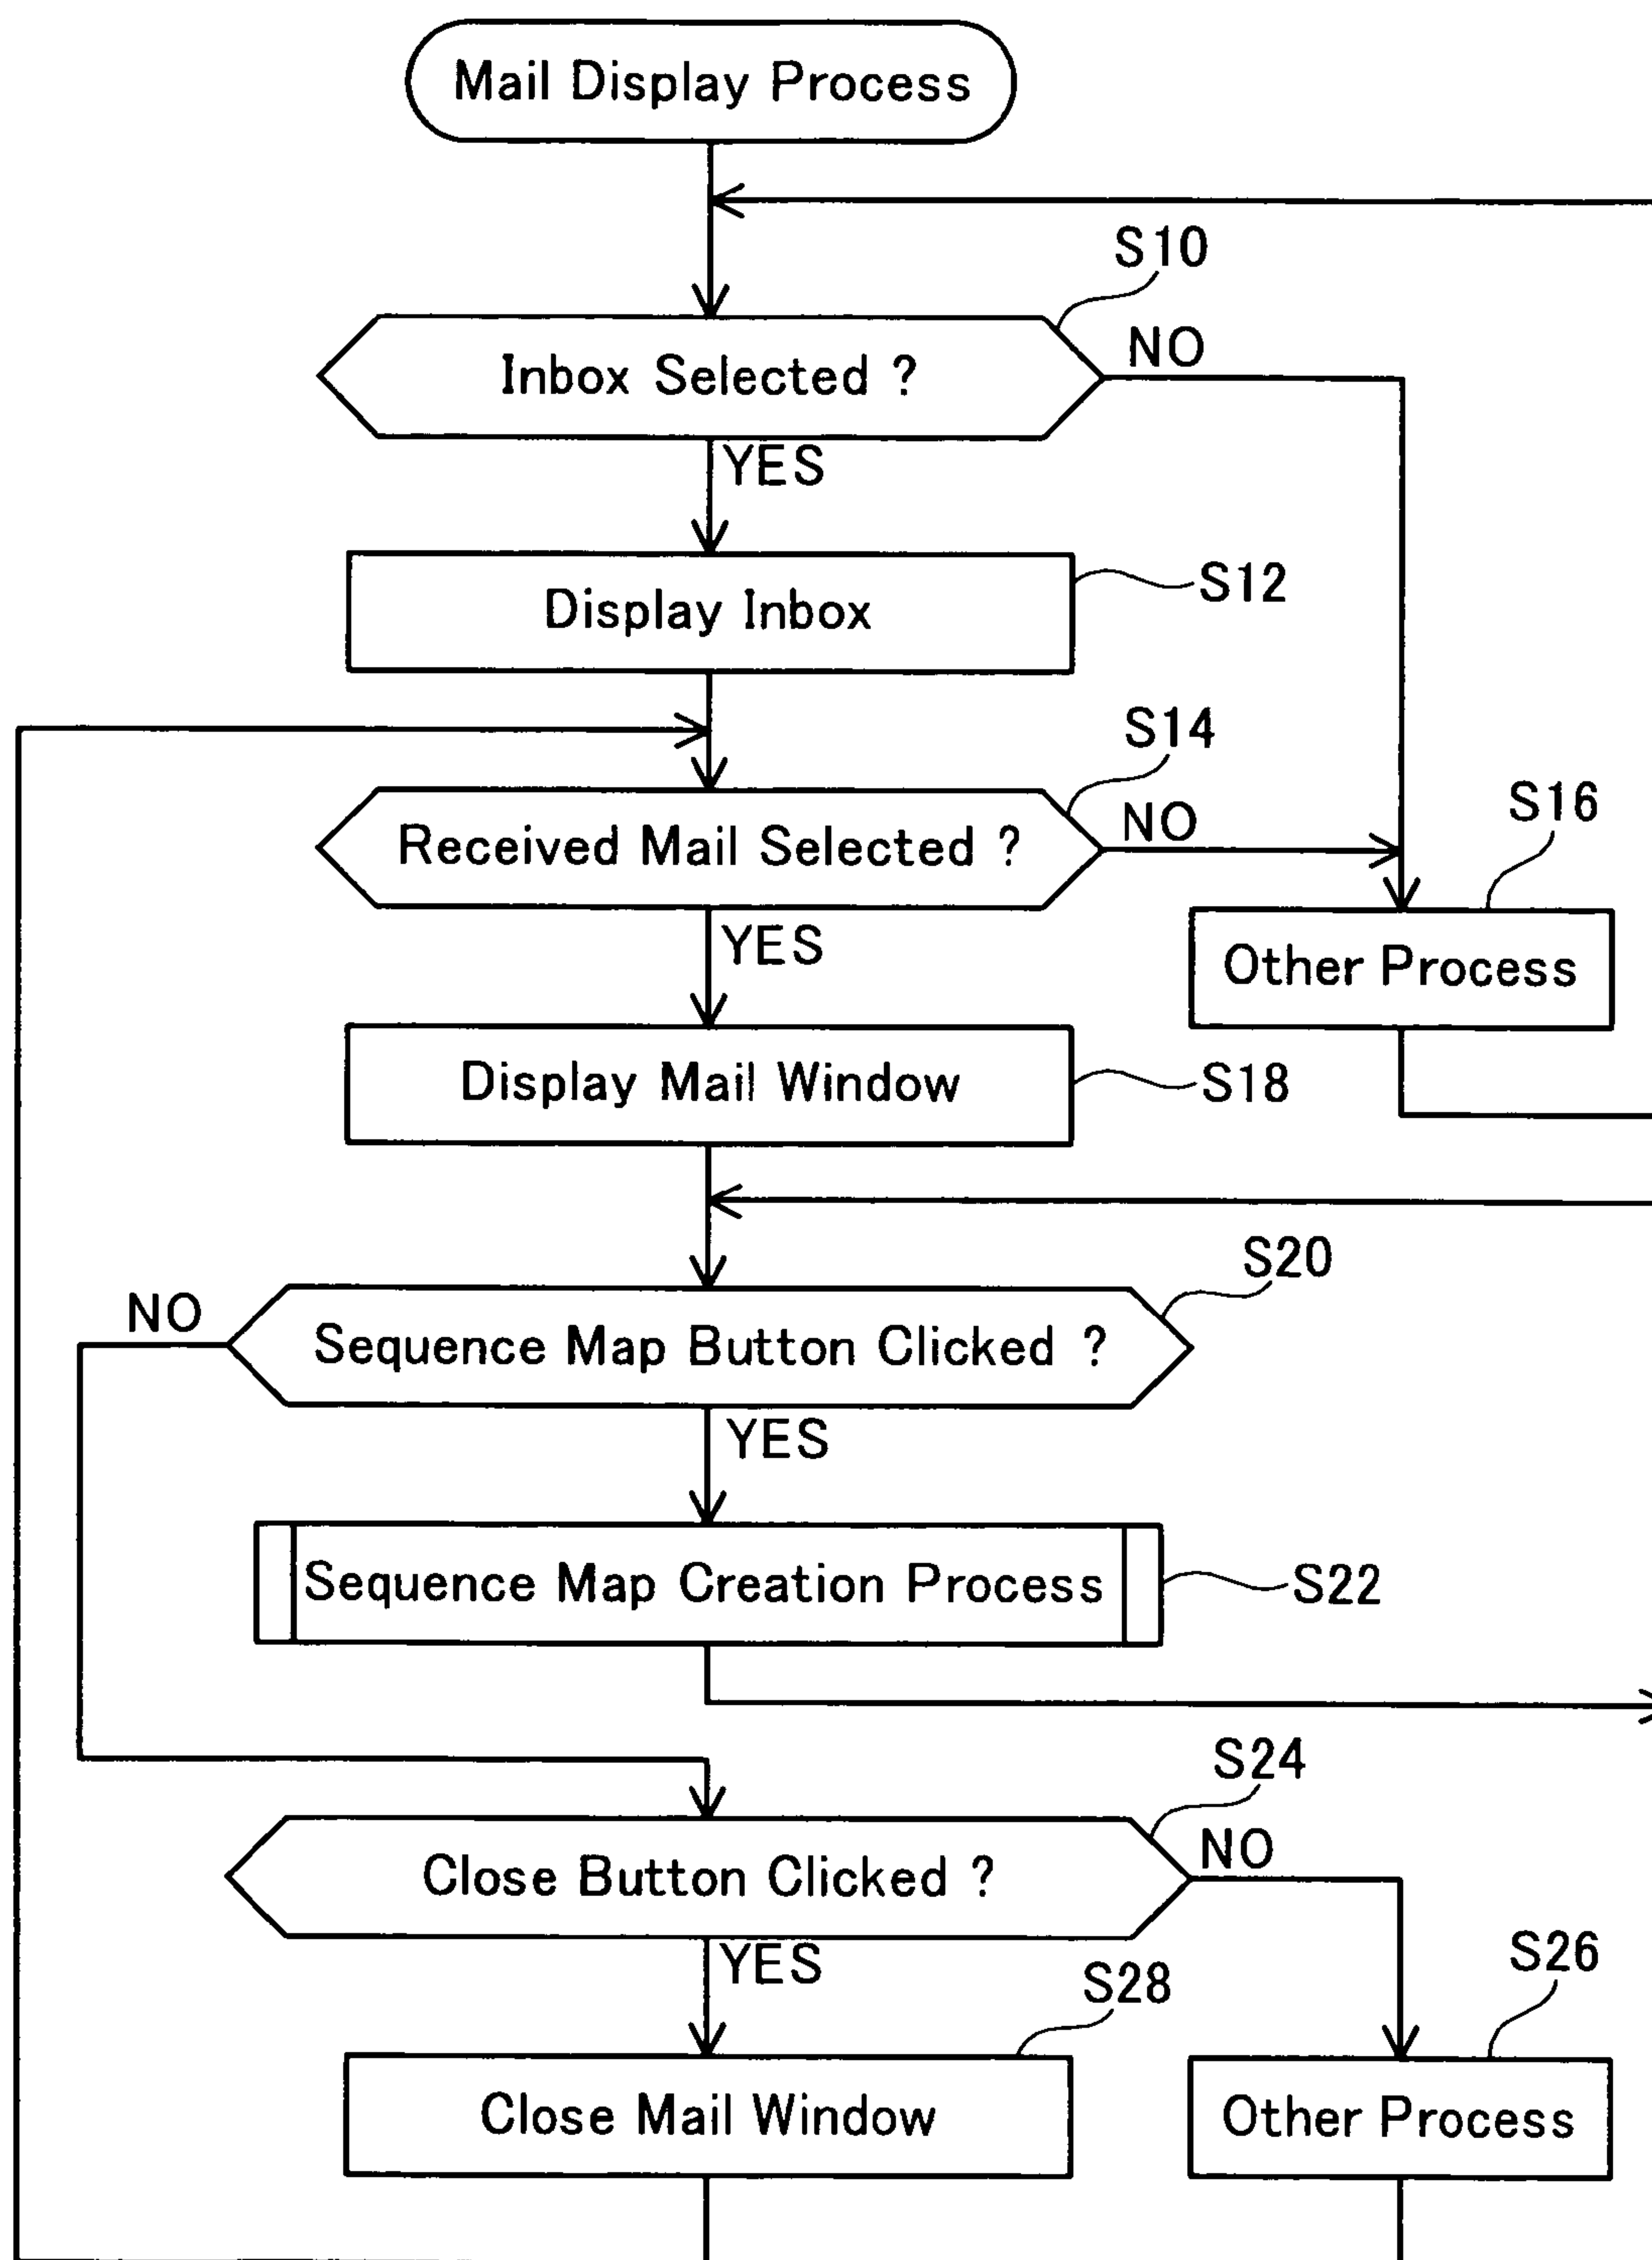 Mail Display Process
S10
Inbox Selected ?
NO
YES
Display Inbox
S12
S14
Received Mail Selected ?
NO
S16
YES
Other Process
Display Mail Window
S18
S20
NO
Sequence Map Button Clicked ?
YES
Sequence Map Creation Process
S22
S24
Close Button Clicked ?
NO
YES
S28
S26
Close Mail Window
Other Process